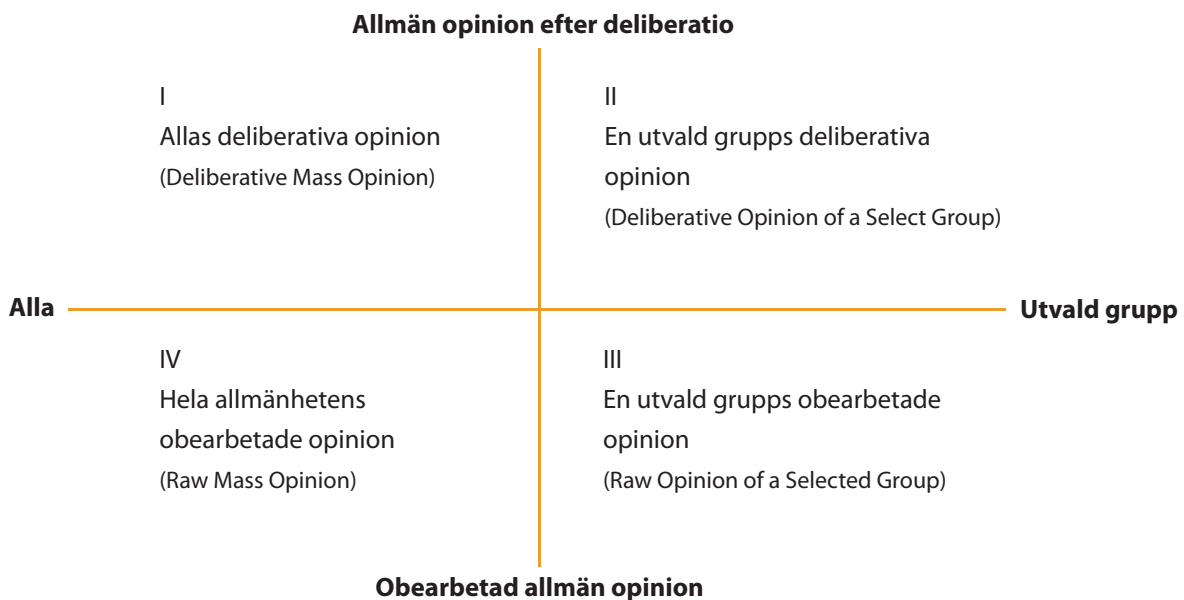 Allmän opinion efter deliberatio
I
Allas deliberativa opinion
(Deliberative Mass Opinion)
II
En utvald grupps deliberativa
opinion
(Deliberative Opinion of a Select Group)
Alla
Utvald grupp
IV
Hela allmänhetens
obearbetade opinion
(Raw Mass Opinion)
III
En utvald grupps obearbetade
opinion
(Raw Opinion of a Selected Group)
Obearbetad allmän opinion